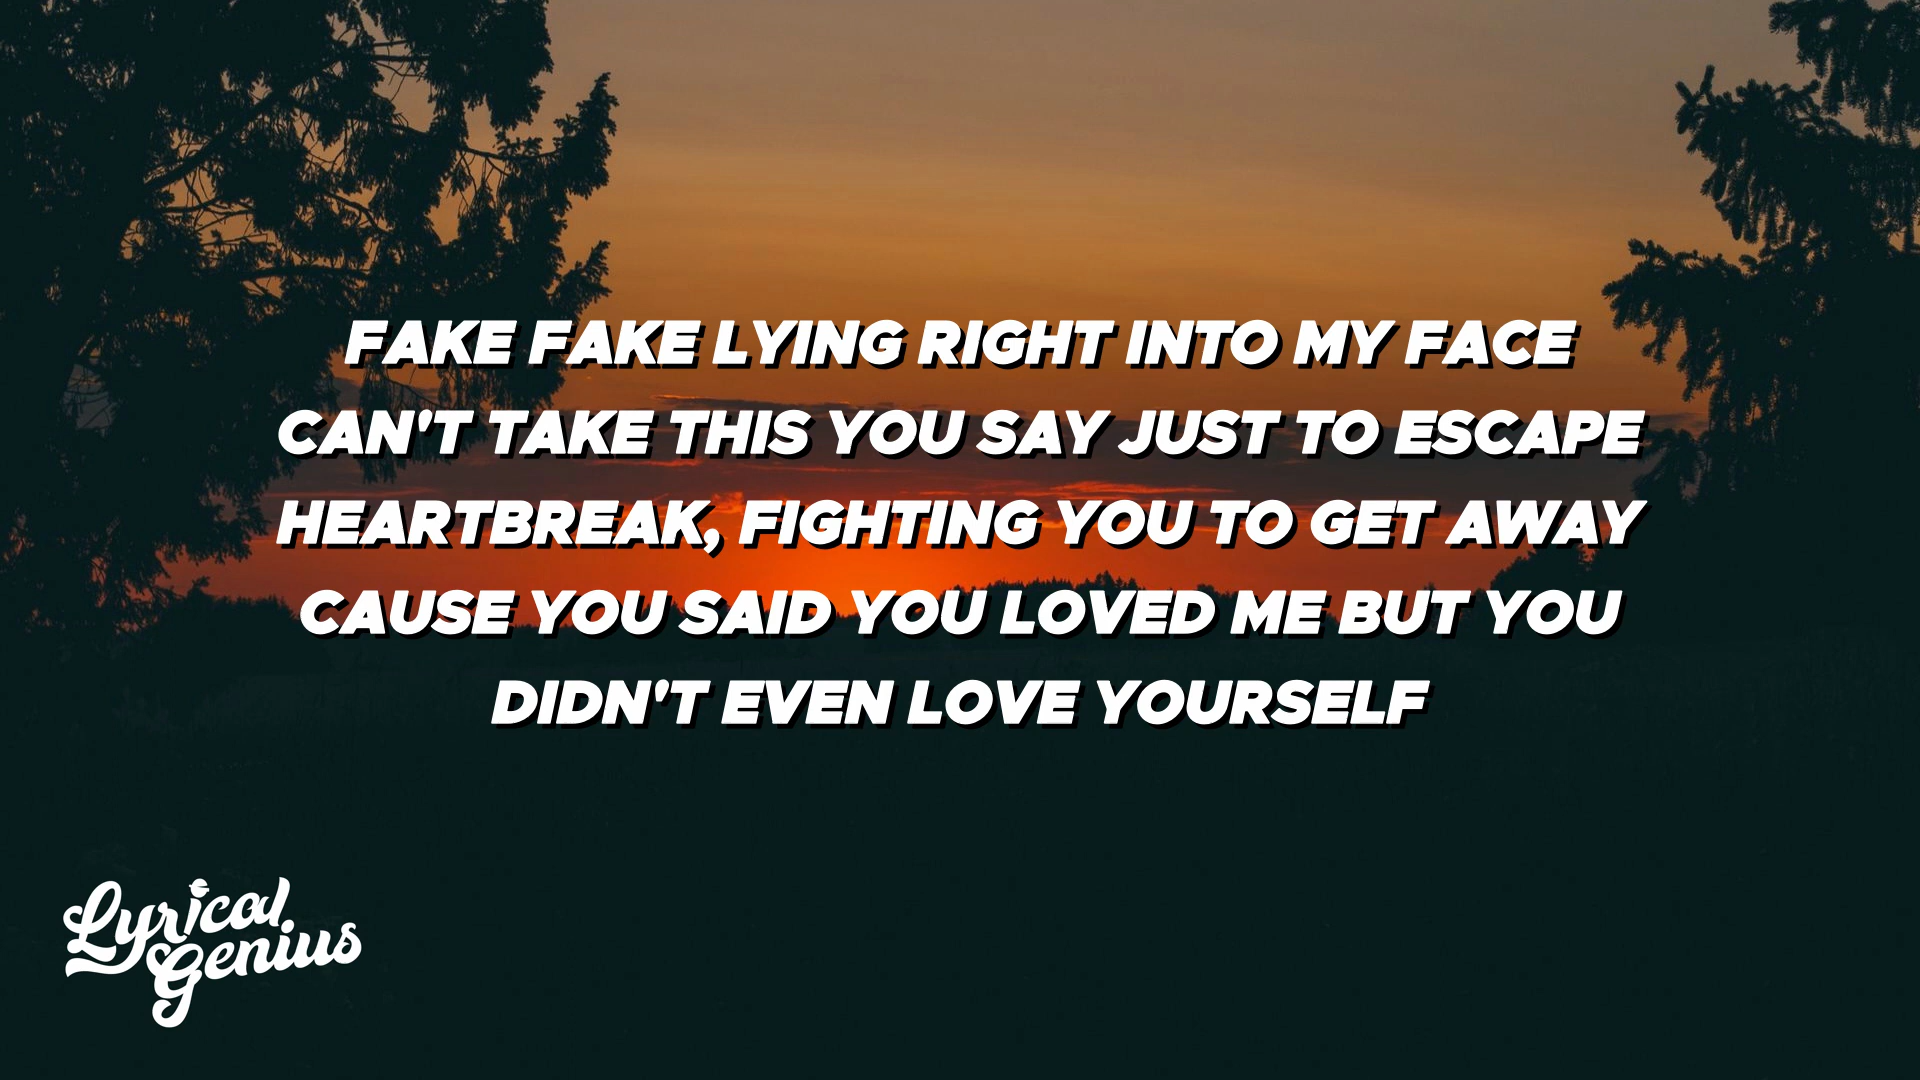 FAKE FAKE LYING RIGHT INTO MY FACE
CAN'T TAKE THIS YOU SAY JUST TO ESCAPE
HEARTBREAK, FIGHTING YOU TO GET AWAY
CAUSE YOU SAID YOU LOVED ME BUT YOU
DIDN'T EVEN LOVE YOURSELF
Lyrical
Genius